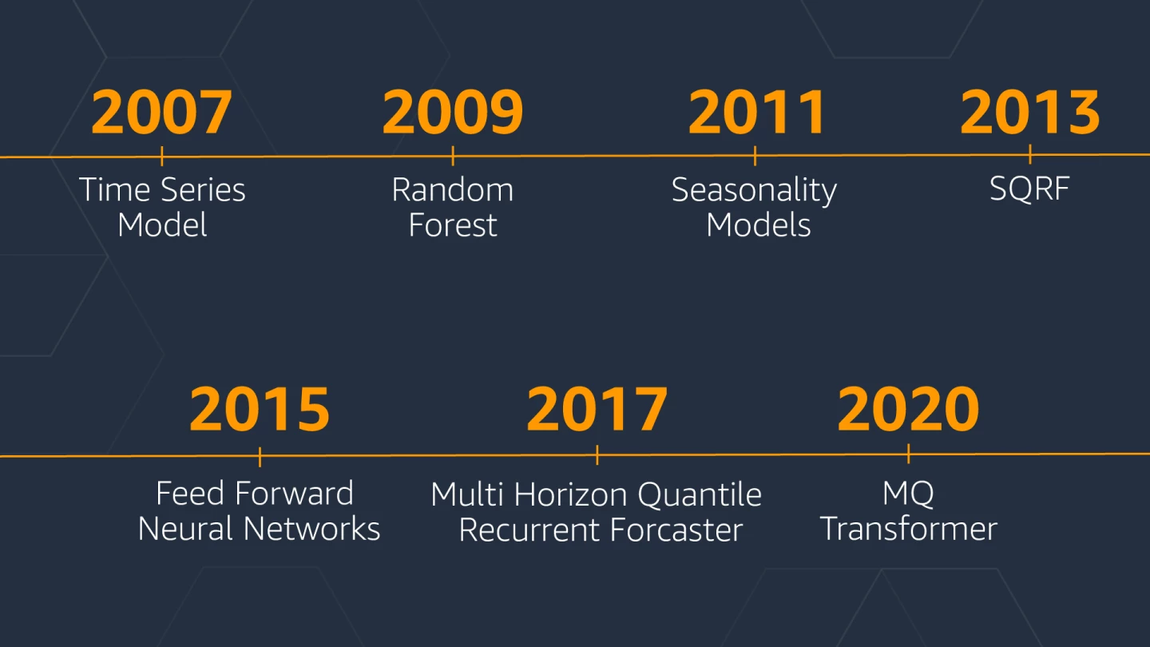 2007 2009 2011 2013
Time Series Random Seasonality SQRF
Model Forest Models
2015 2017 2020
Feed Forward Multi Horizon Quantile MQ
Neural Networks Recurrent Forcaster Transformer